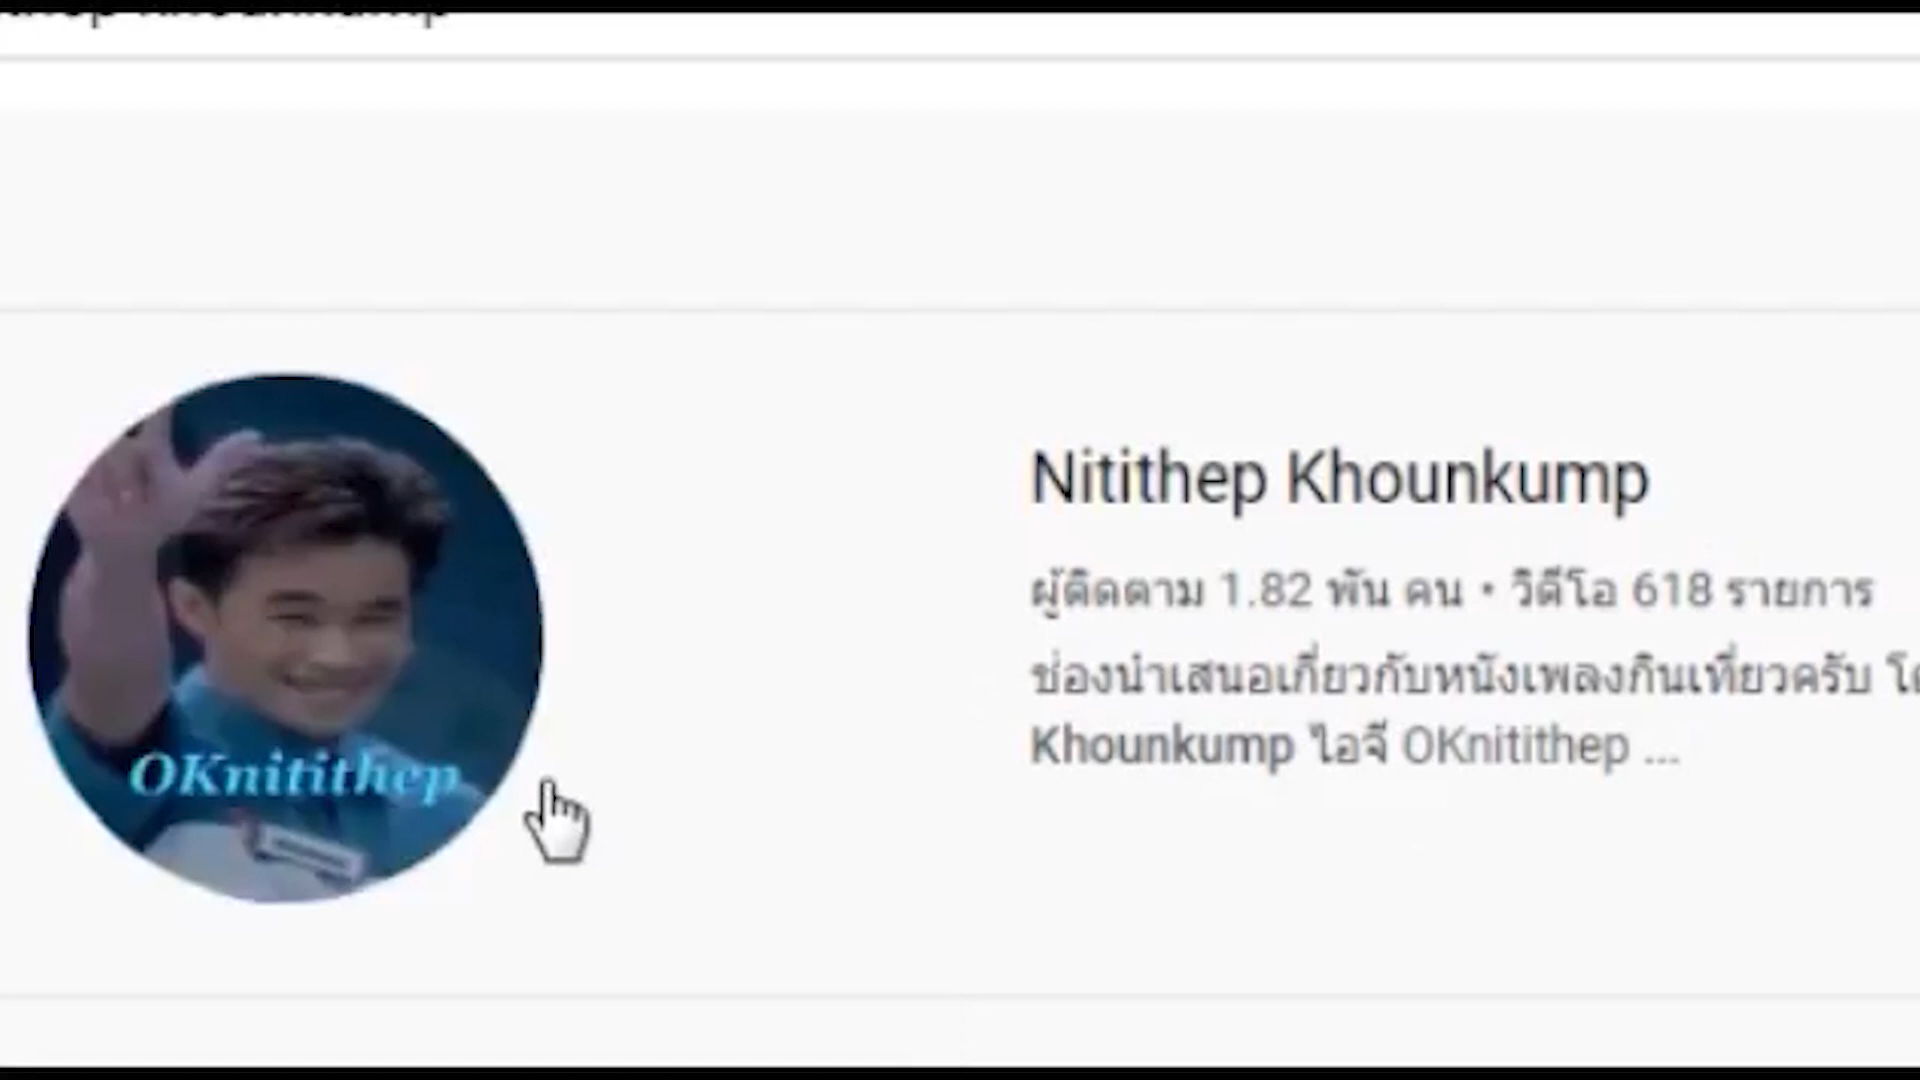 OKnitithep
Nitithep Khounkump
ผู้ติดตาม 1.82 พัน คน • วิดีโอ 618 รายการ
ช่องนำเสนอเกี่ยวกับหนังเพลงกินเที่ยวครับ
Khounkump ไอจี OKnitithep ...